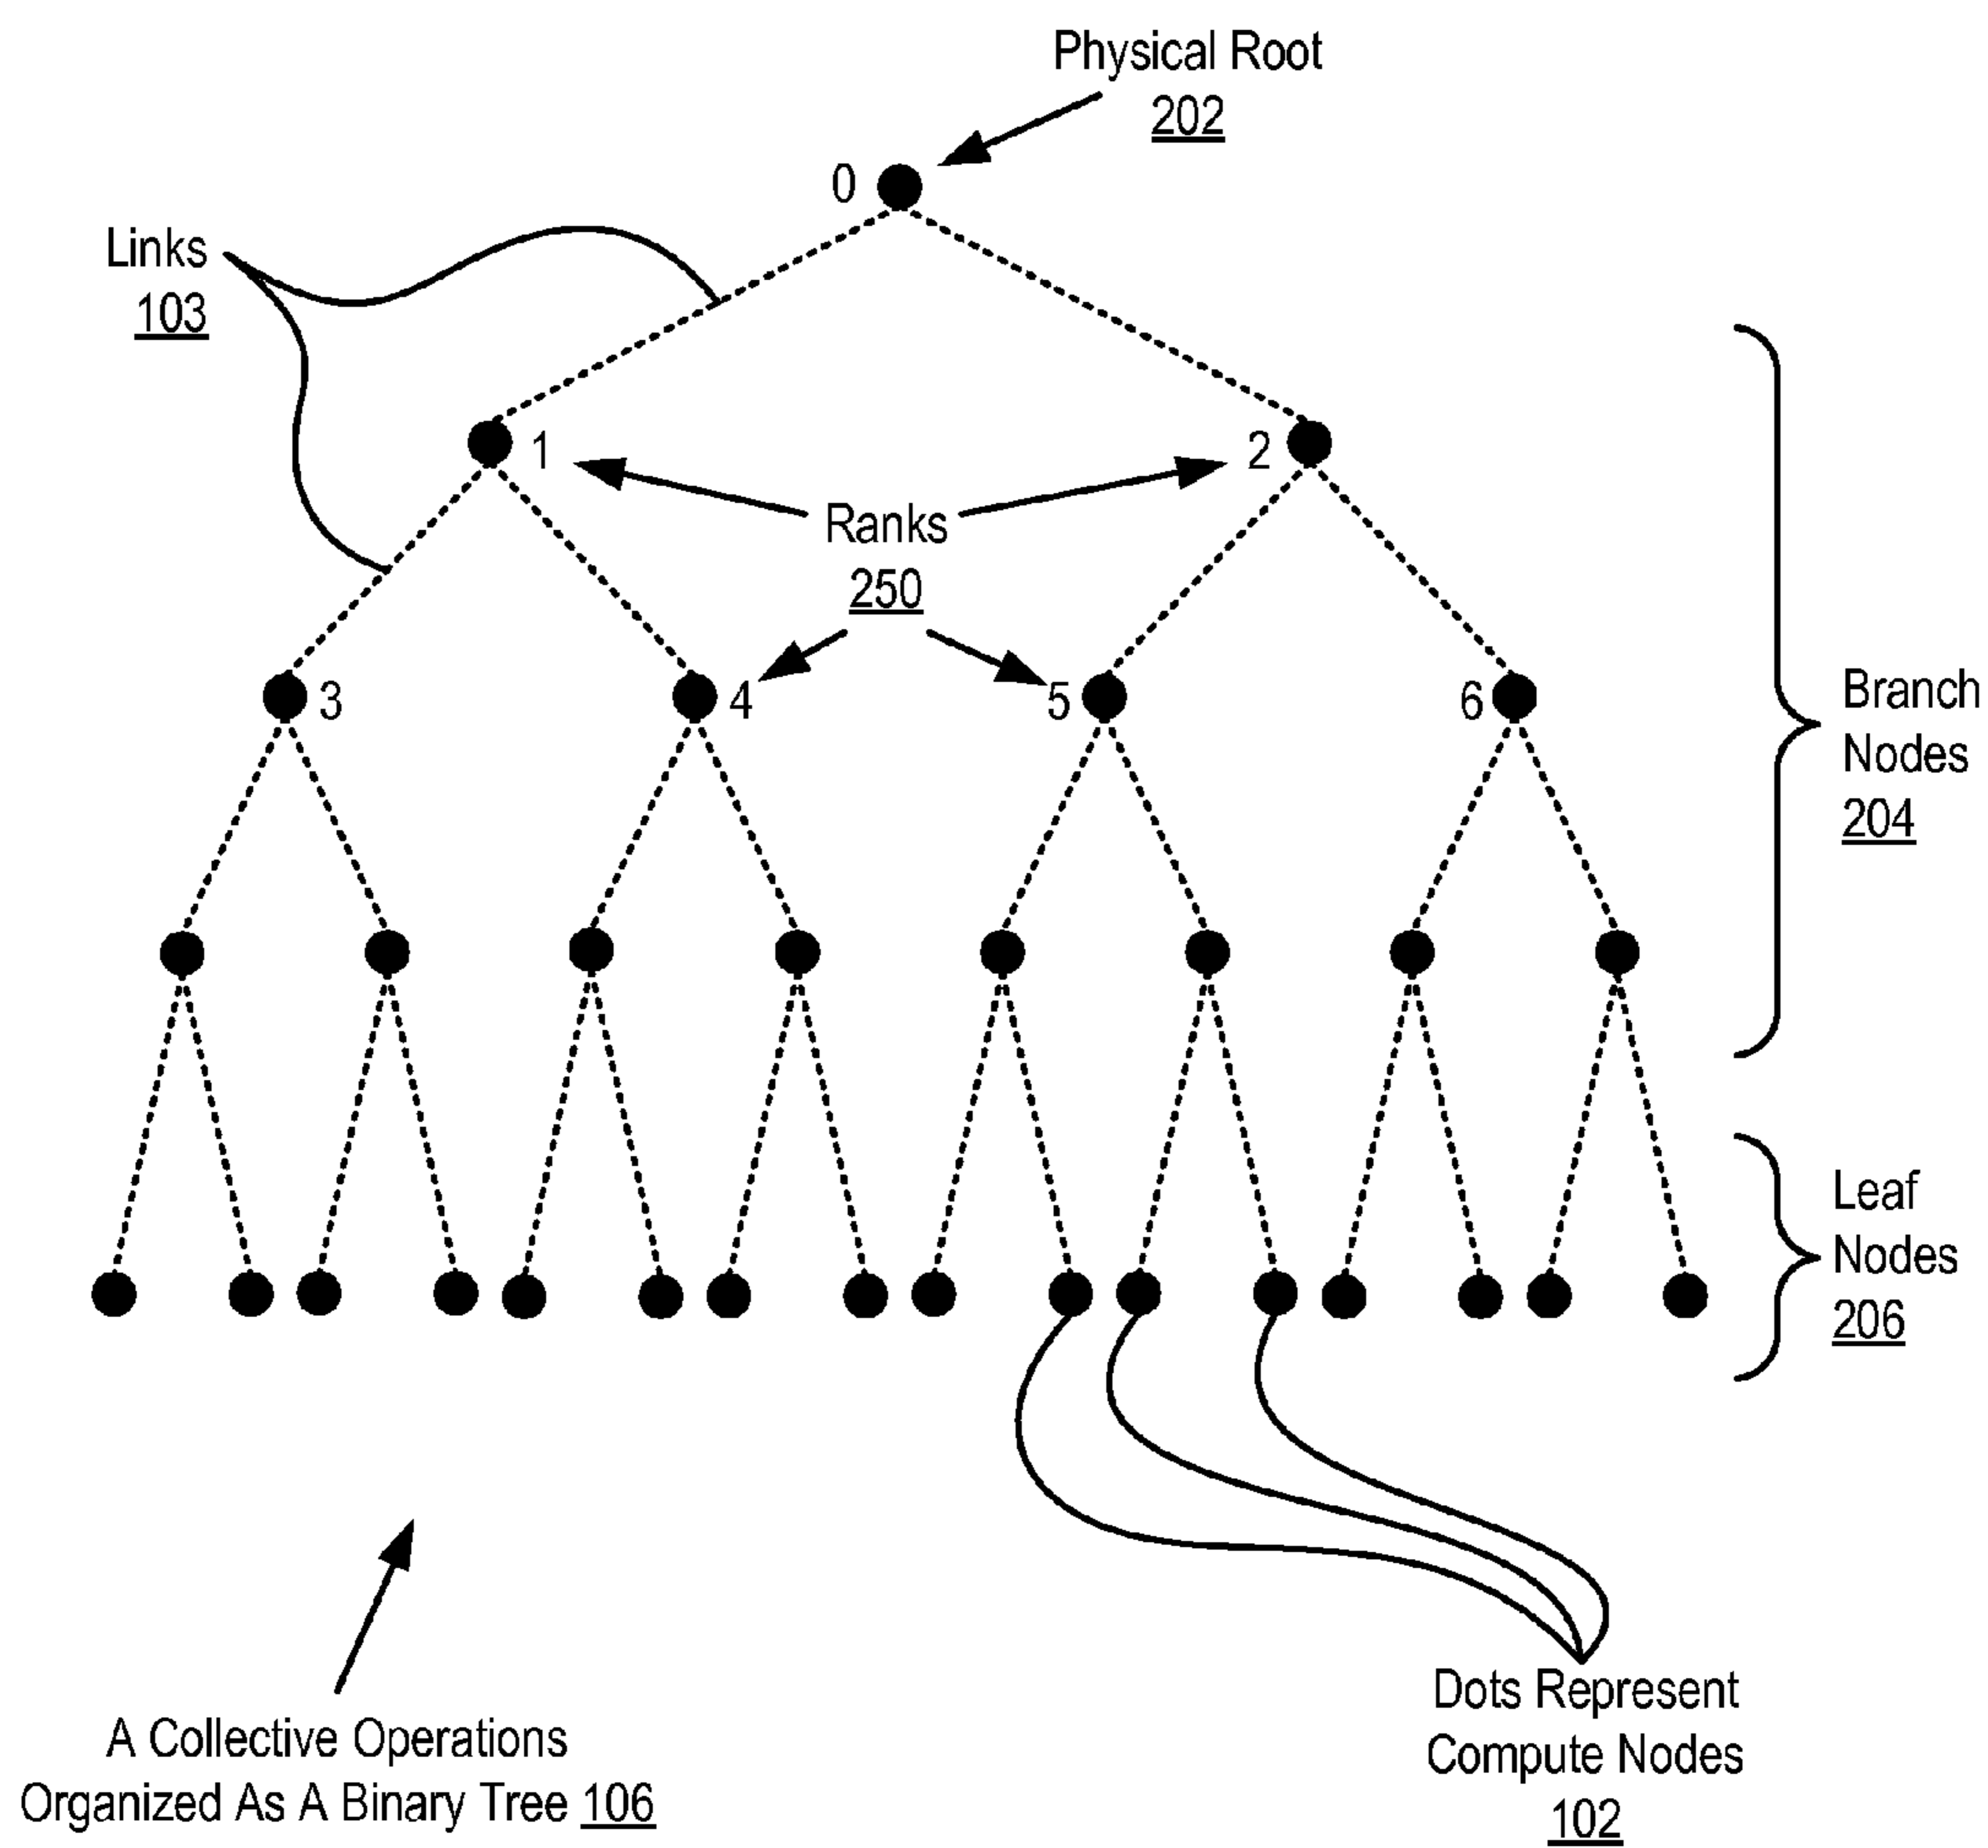 Physical Root
202
0
Links
103
1
2
Ranks
250
3
4
5
6
Branch
Nodes
204
Leaf
Nodes
206
Dots Represent
Compute Nodes
102
A Collective Operations
Organized As A Binary Tree 106